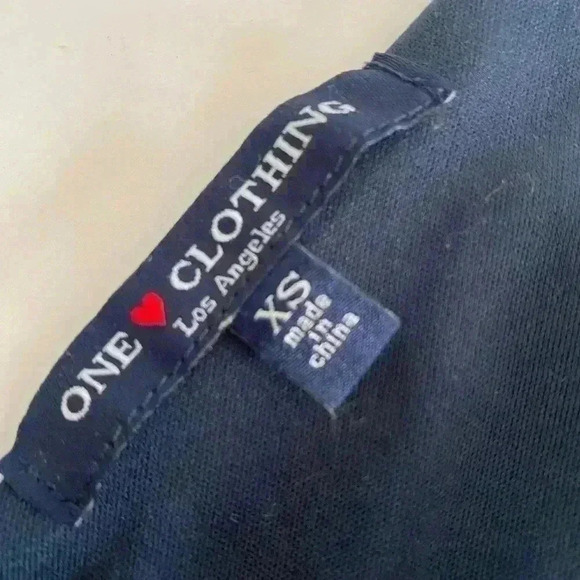 ONE ❤ CLOTHING
Los Angeles
XS
made
in
china